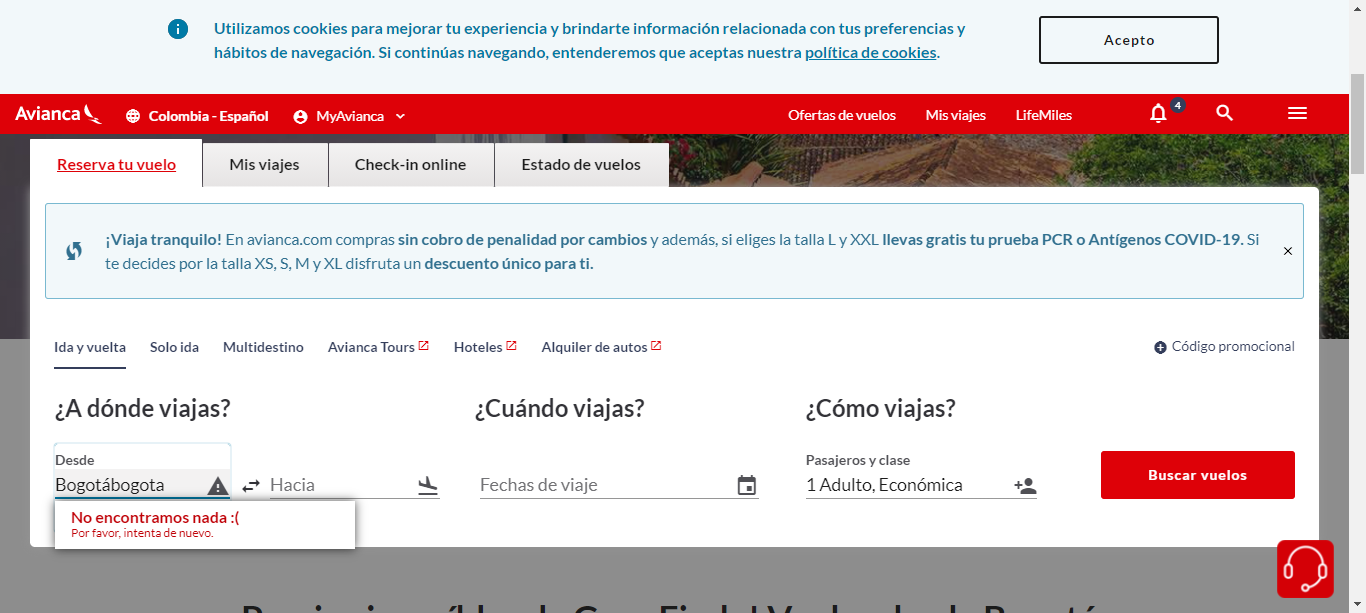 Utilizamos cookies para mejorar tu experiencia y brindarte información relacionada con tus preferencias y
hábitos de navegación. Si continúas navegando, entenderemos que aceptas nuestra política de cookies.
Acepto
Avianca
Colombia - Español
MyAvianca
Ofertas de vuelos
Mis viajes
LifeMiles
4
Reserva tu vuelo
Mis viajes
Check-in online
Estado de vuelos
¡Viaja tranquilo! En avianca.com compras sin cobro de penalidad por cambios y además, si eliges la talla L y XXL llevas gratis tu prueba PCR o Antígenos COVID-19. Si
te decides por la talla XS, S, M y XL disfruta un descuento único para ti.
Ida y vuelta
Solo ida
Multidestino
Avianca Tours
Hoteles
Alquiler de autos
Código promocional
¿A dónde viajas?
¿Cuándo viajas?
¿Cómo viajas?
Desde
Bogotábogota
Hacia
Fechas de viaje
Pasajeros y clase
1 Adulto, Económica
Buscar vuelos
No encontramos nada :(
Por favor, intenta de nuevo.